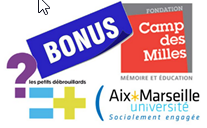 BONUS
FONDATION
Camp
des
Milles
MÉMOIRE ET ÉDUCATION
?
les petits débrouillards
Aix*Marseille
université
Socialement engagée